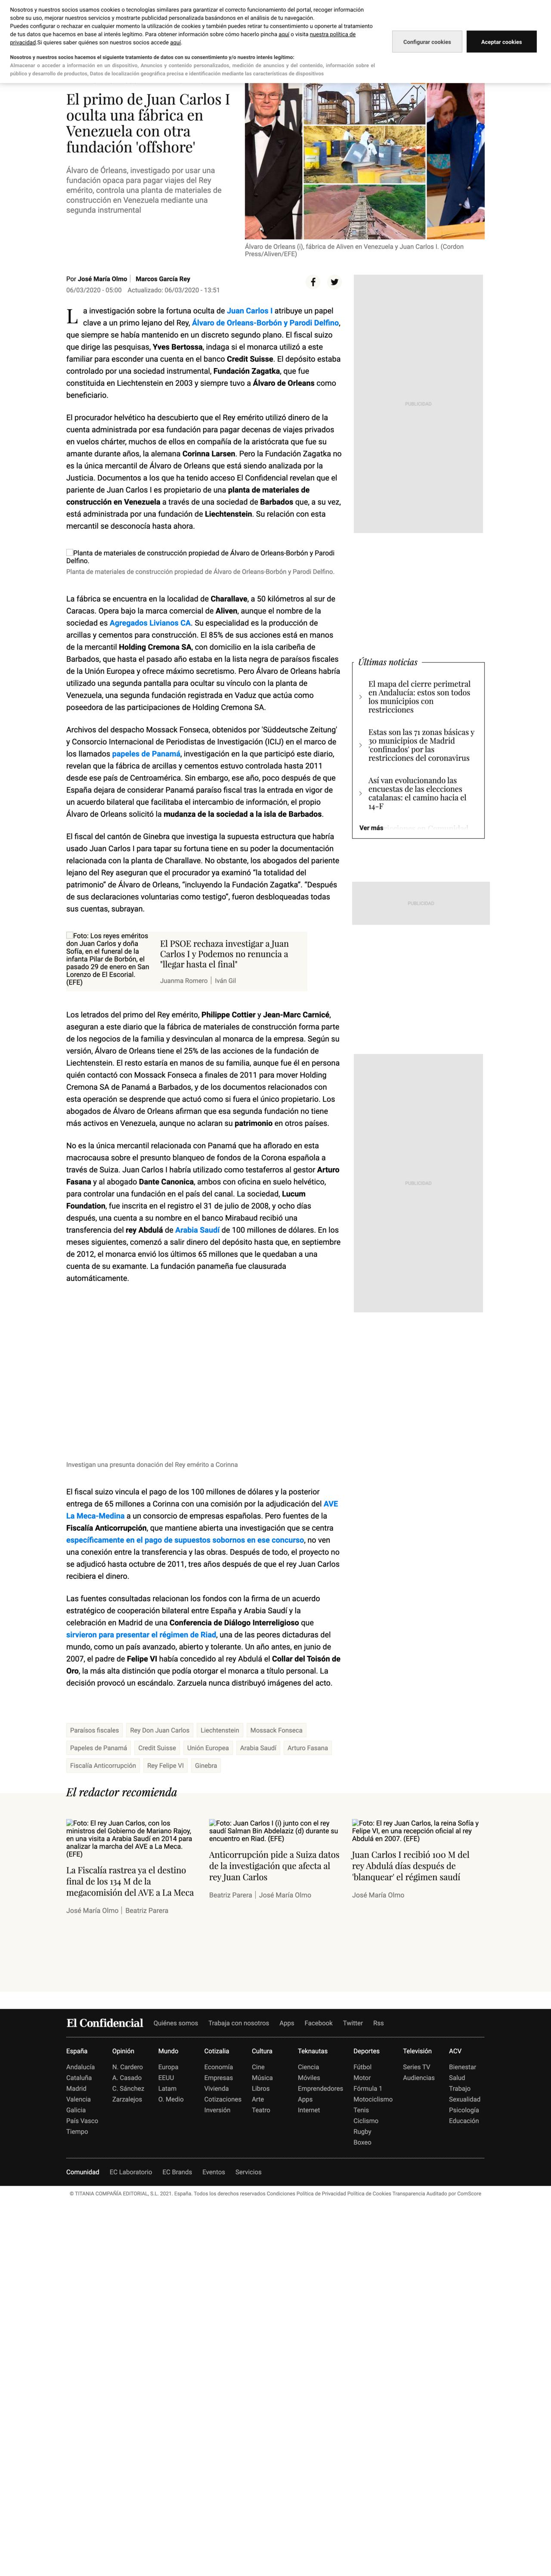 Nosotros y nuestros socios usamos cookies o tecnologías similares para garantizar el correcto funcionamiento del portal, recoger información
sobre su uso, mejorar nuestros servicios y mostrarte publicidad personalizada basándonos en el análisis de tu navegación.
Puedes configurar o rechazar en cualquier momento la utilización de cookies y también puedes retirar tu consentimiento u oponerte al tratamiento
de tus datos que hacemos en base al interés legítimo. Para obtener información sobre cómo hacerlo pincha aquí o visita nuestra política de
privacidad.Si quieres saber quiénes son nuestros socios accede aquí.
Nosotros y nuestros socios hacemos el siguiente tratamiento de datos con su consentimiento y/o nuestro interés legítimo:
Almacenar o acceder a información en un dispositivo, Anuncios y contenido personalizados, medición de anuncios y del contenido, información sobre el
público y desarrollo de productos, Datos de localización geográfica precisa e identificación mediante las características de dispositivos
Configurar cookies
Aceptar cookies
El primo de Juan Carlos I
oculta una fábrica en
Venezuela con otra
fundación 'offshore'
Álvaro de Órleans, investigado por usar una
fundación opaca para pagar viajes del Rey
emérito, controla una planta de materiales de
construcción en Venezuela mediante una
segunda instrumental
Álvaro de Orleans (i), fábrica de Aliven en Venezuela y Juan Carlos I. (Cordon
Press/Aliven/EFE)
Por José María Olmo
Marcos García Rey
06/03/2020 - 05:00 Actualizado: 06/03/2020 - 13:51
La investigación sobre la fortuna oculta de Juan Carlos I atribuye un papel
clave a un primo lejano del Rey, Álvaro de Orleans-Borbón y Parodi Delfino,
que siempre se había mantenido en un discreto segundo plano. El fiscal suizo
que dirige las pesquisas, Yves Bertossa, indaga si el monarca utilizó a este
familiar para esconder una cuenta en el banco Credit Suisse. El depósito estaba
controlado por una sociedad instrumental, Fundación Zagatka, que fue
constituida en Liechtenstein en 2003 y siempre tuvo a Álvaro de Orleans como
beneficiario.
El procurador helvético ha descubierto que el Rey emérito utilizó dinero de la
cuenta administrada por esa fundación para pagar decenas de viajes privados
en vuelos chárter, muchos de ellos en compañía de la aristócrata que fue su
amante durante años, la alemana Corinna Larsen. Pero la Fundación Zagatka no
es la única mercantil de Álvaro de Orleans que está siendo analizada por la
Justicia. Documentos a los que ha tenido acceso El Confidencial revelan que el
pariente de Juan Carlos I es propietario de una planta de materiales de
construcción en Venezuela a través de una sociedad de Barbados que, a su vez,
está administrada por una fundación de Liechtenstein. Su relación con esta
mercantil se desconocía hasta ahora.
Planta de materiales de construcción propiedad de Álvaro de Orleans-Borbón y Parodi
Delfino.
Planta de materiales de construcción propiedad de Álvaro de Orleans-Borbón y Parodi Delfino.
La fábrica se encuentra en la localidad de Charallave, a 50 kilómetros al sur de
Caracas. Opera bajo la marca comercial de Aliven, aunque el nombre de la
sociedad es Agregados Livianos CA. Su especialidad es la producción de
arcillas y cementos para construcción. El 85% de sus acciones está en manos
de la mercantil Holding Cremona SA, con domicilio en la isla caribeña de
Barbados, que hasta el pasado año estaba en la lista negra de paraísos fiscales
de la Unión Europea y ofrece máximo secretismo. Pero Álvaro de Orleans habría
utilizado una segunda pantalla para ocultar su vínculo con la planta de
Venezuela, una segunda fundación registrada en Vaduz que actúa como
poseedora de las participaciones de Holding Cremona SA.
Archivos del despacho Mossack Fonseca, obtenidos por 'Süddeutsche Zeitung'
y Consorcio Internacional de Periodistas de Investigación (ICIJ) en el marco de
los llamados papeles de Panamá, investigación en la que participó este diario,
revelan que la fábrica de arcillas y cementos estuvo controlada hasta 2011
desde ese país de Centroamérica. Sin embargo, ese año, poco después de que
España dejara de considerar Panamá paraíso fiscal tras la entrada en vigor de
un acuerdo bilateral que facilitaba el intercambio de información, el propio
Álvaro de Orleans solicitó la mudanza de la sociedad a la isla de Barbados.
El fiscal del cantón de Ginebra que investiga la supuesta estructura que habría
usado Juan Carlos I para tapar su fortuna tiene en su poder la documentación
relacionada con la planta de Charallave. No obstante, los abogados del pariente
lejano del Rey aseguran que el procurador ya examinó “la totalidad del
patrimonio” de Álvaro de Orleans, “incluyendo la Fundación Zagatka”. “Después
de sus declaraciones voluntarias como testigo”, fueron desbloqueadas todas
sus cuentas, subrayan.
Foto: Los reyes eméritos
don Juan Carlos y doña
Sofía, en el funeral de la
infanta Pilar de Borbón, el
pasado 29 de enero en San
Lorenzo de El Escorial.
(EFE)
El PSOE rechaza investigar a Juan
Carlos I y Podemos no renuncia a
"llegar hasta el final"
Juanma Romero
Iván Gil
Los letrados del primo del Rey emérito, Philippe Cottier y Jean-Marc Carnicé,
aseguran a este diario que la fábrica de materiales de construcción forma parte
de los negocios de la familia y desvinculan al monarca de la empresa. Según su
versión, Álvaro de Orleans tiene el 25% de las acciones de la fundación de
Liechtenstein. El resto estaría en manos de su familia, aunque fue él en persona
quién contactó con Mossack Fonseca a finales de 2011 para mover Holding
Cremona SA de Panamá a Barbados, y de los documentos relacionados con
esta operación se desprende que actuó como si fuera el único propietario. Los
abogados de Álvaro de Orleans afirman que esa segunda fundación no tiene
más activos en Venezuela, aunque no aclaran su patrimonio en otros países.
No es la única mercantil relacionada con Panamá que ha aflorado en esta
macrocausa sobre el presunto blanqueo de fondos de la Corona española a
través de Suiza. Juan Carlos I habría utilizado como testaferros al gestor Arturo
Fasana y al abogado Dante Canonica, ambos con oficina en suelo helvético,
para controlar una fundación en el país del canal. La sociedad, Lucum
Foundation, fue inscrita en el registro el 31 de julio de 2008, y ocho días
después, una cuenta a su nombre en el banco Mirabaud recibió una
transferencia del rey Abdulá de Arabia Saudí de 100 millones de dólares. En los
meses siguientes, comenzó a salir dinero del depósito hasta que, en septiembre
de 2012, el monarca envió los últimos 65 millones que le quedaban a una
cuenta de su examante. La fundación panameña fue clausurada
automáticamente.
Investigan una presunta donación del Rey emérito a Corinna
El fiscal suizo vincula el pago de los 100 millones de dólares y la posterior
entrega de 65 millones a Corinna con una comisión por la adjudicación del AVE
La Meca-Medina a un consorcio de empresas españolas. Pero fuentes de la
Fiscalía Anticorrupción, que mantiene abierta una investigación que se centra
específicamente en el pago de supuestos sobornos en ese concurso, no ven
una conexión entre la transferencia y las obras. Después de todo, el proyecto no
se adjudicó hasta octubre de 2011, tres años después de que el rey Juan Carlos
recibiera el dinero.
Las fuentes consultadas relacionan los fondos con la firma de un acuerdo
estratégico de cooperación bilateral entre España y Arabia Saudí y la
celebración en Madrid de una Conferencia de Diálogo Interreligioso que
sirvieron para presentar el régimen de Riad, una de las peores dictaduras del
mundo, como un país avanzado, abierto y tolerante. Un año antes, en junio de
2007, el padre de Felipe VI había concedido al rey Abdulá el Collar del Toisón de
Oro, la más alta distinción que podía otorgar el monarca a título personal. La
decisión provocó un escándalo. Zarzuela nunca distribuyó imágenes del acto.
PUBLICIDAD
Últimas noticias
El mapa del cierre perimetral
en Andalucía: estos son todos
los municipios con
restricciones
Estas son las 71 zonas básicas y
30 municipios de Madrid
'confinados' por las
restricciones del coronavirus
Así van evolucionando las
encuestas de las elecciones
catalanas: el camino hacia el
14-F
Ver más
PUBLICIDAD
PUBLICIDAD
Paraísos fiscales
Rey Don Juan Carlos
Liechtenstein
Mossack Fonseca
Papeles de Panamá
Credit Suisse
Unión Europea
Arabia Saudí
Arturo Fasana
Fiscalía Anticorrupción
Rey Felipe VI
Ginebra
El redactor recomienda
Foto: El rey Juan Carlos, con los
ministros del Gobierno de Mariano Rajoy,
en una visita a Arabia Saudí en 2014 para
analizar la marcha del AVE a La Meca.
(EFE)
La Fiscalía rastrea ya el destino
final de los 134 M de la
megacomisión del AVE a La Meca
José María Olmo
Beatriz Parera
Foto: Juan Carlos I (i) junto con el rey
saudí Salman Bin Abdelaziz (d) durante su
encuentro en Riad. (EFE)
Anticorrupción pide a Suiza datos
de la investigación que afecta al
rey Juan Carlos
Beatriz Parera
José María Olmo
Foto: El rey Juan Carlos, la reina Sofía y
Felipe VI, en una recepción oficial al rey
Abdulá en 2007. (EFE)
Juan Carlos I recibió 100 M del
rey Abdulá días después de
'blanquear' el régimen saudí
José María Olmo
El Confidencial
Quiénes somos
Trabaja con nosotros
Apps
Facebook
Twitter
Rss
España
Andalucía
Cataluña
Madrid
Valencia
Galicia
País Vasco
Tiempo
Opinión
N. Cardero
A. Casado
C. Sánchez
Zarzalejos
Mundo
Europa
EEUU
Latam
O. Medio
Cotizalia
Economía
Empresas
Vivienda
Cotizaciones
Inversión
Cultura
Cine
Música
Libros
Arte
Teatro
Teknautas
Ciencia
Móviles
Emprendedores
Apps
Internet
Deportes
Fútbol
Motor
Fórmula 1
Motociclismo
Tenis
Ciclismo
Rugby
Boxeo
Televisión
Series TV
Audiencias
ACV
Bienestar
Salud
Trabajo
Sexualidad
Psicología
Educación
Comunidad
EC Laboratorio
EC Brands
Eventos
Servicios
© TITANIA COMPAÑÍA EDITORIAL, S.L. 2021. España. Todos los derechos reservados Condiciones Política de Privacidad Política de Cookies Transparencia Auditado por ComScore